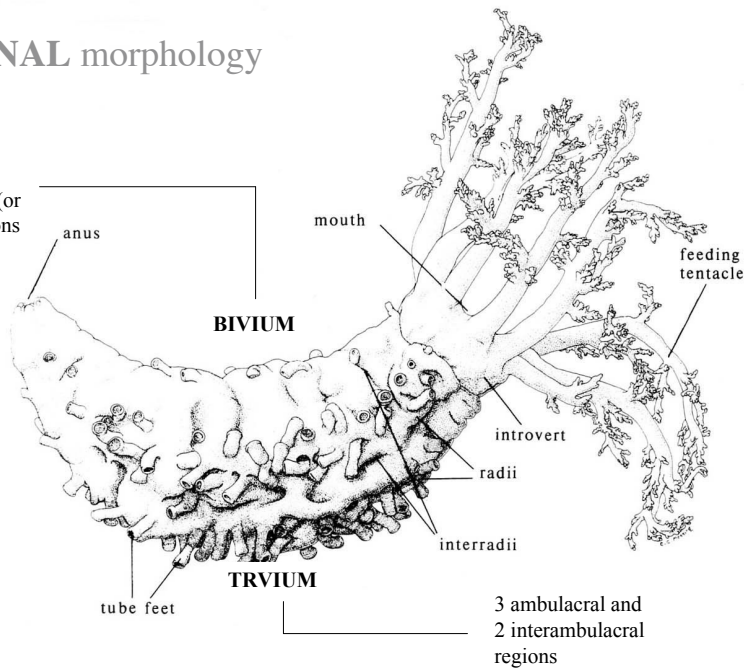 NAL morphology
(or
ons
anus
mouth
feeding
tentacle
BIVIUM
introvert
radii
interradii
TRVIUM
tube feet
3 ambulacral and
2 interambulacral
regions